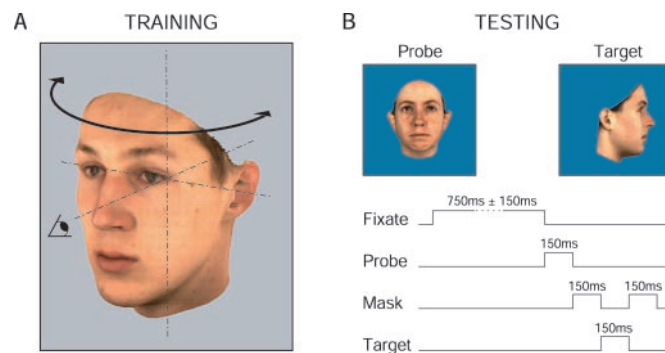 A TRAINING
B TESTING
Probe Target
Fixate 750ms ± 150ms
Probe 150ms
Mask 150ms 150ms
Target 150ms